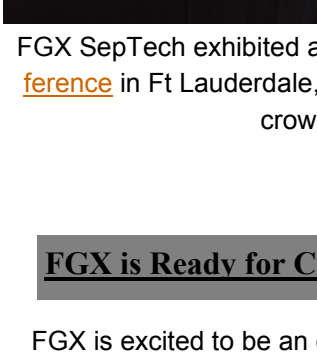 FGX SepTech exhibited a
ference in Ft Lauderdale,
crow
FGX is Ready for C
FGX is excited to be an